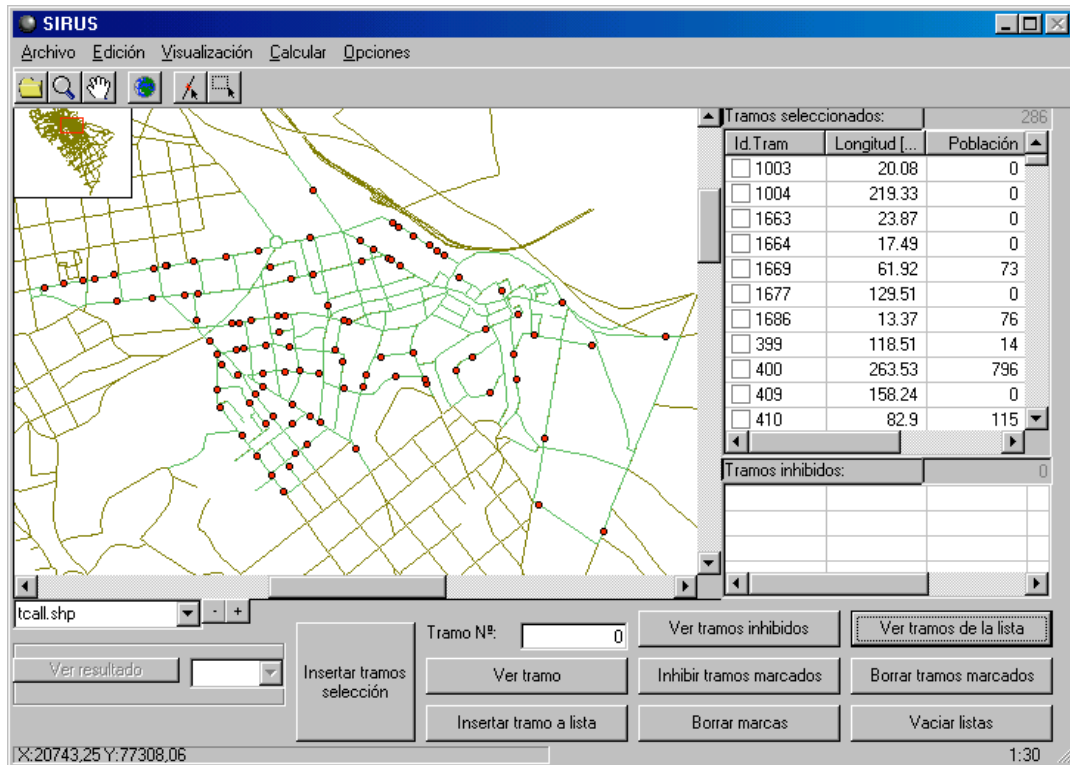 SIRUS
Archivo Edición Visualización Calcular Opciones
Tramos seleccionados: 286
Id.Tram Longitud [... Población
1003 20.08 0
1004 219.33 0
1663 23.87 0
1664 17.49 0
1669 61.92 73
1677 129.51 0
1686 13.37 76
399 118.51 14
400 263.53 796
409 158.24 0
410 82.9 115
Tramos inhibidos: 0
tcall.shp - +
Ver resultado
Insertar tramos selección
Tramo Nº: 0
Ver tramo
Insertar tramo a lista
Ver tramos inhibidos
Inhibir tramos marcados
Borrar marcas
Ver tramos de la lista
Borrar tramos marcados
Vaciar listas
X:20743,25 Y:77308,06 1:30